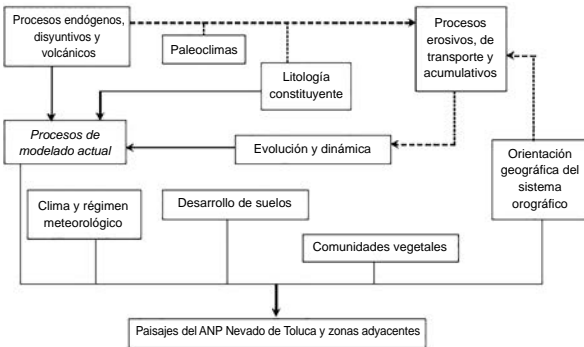 Procesos endógenos,
disyuntivos y
volcánicos
Paleoclimas
Procesos
erosivos, de
transporte y
acumulativos
Litología
constituyente
Procesos de
modelado actual
Evolución y dinámica
Orientación
geográfica del
sistema
orográfico
Clima y régimen
meteorológico
Desarrollo de suelos
Comunidades vegetales
Paisajes del ANP Nevado de Toluca y zonas adyacentes